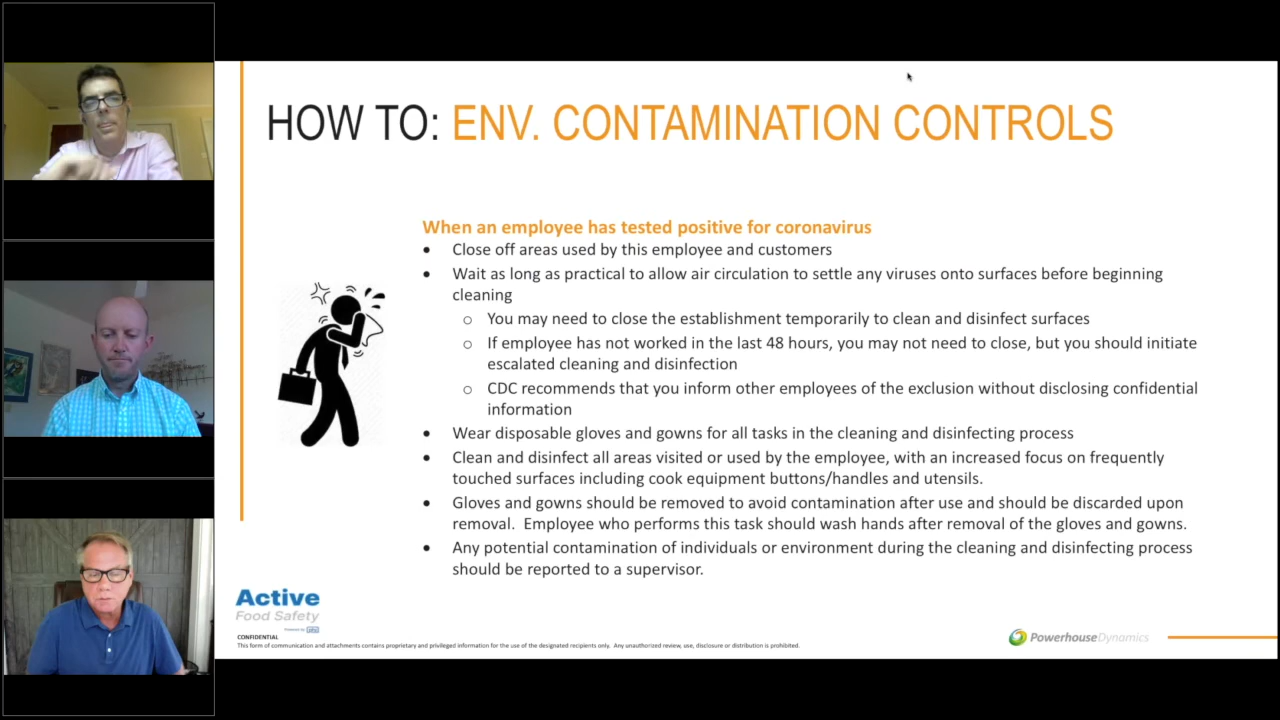 HOW TO: ENV. CONTAMINATION CONTROLS
When an employee has tested positive for coronavirus
• Close off areas used by this employee and customers
• Wait as long as practical to allow air circulation to settle any viruses onto surfaces before beginning
cleaning
o You may need to close the establishment temporarily to clean and disinfect surfaces
o If employee has not worked in the last 48 hours, you may not need to close, but you should initiate
escalated cleaning and disinfection
o CDC recommends that you inform other employees of the exclusion without disclosing confidential
information
• Wear disposable gloves and gowns for all tasks in the cleaning and disinfecting process
• Clean and disinfect all areas visited or used by the employee, with an increased focus on frequently
touched surfaces including cook equipment buttons/handles and utensils.
• Gloves and gowns should be removed to avoid contamination after use and should be discarded upon
removal. Employee who performs this task should wash hands after removal of the gloves and gowns.
• Any potential contamination of individuals or environment during the cleaning and disinfecting process
should be reported to a supervisor.
Active
Food Safety
Powered by
CONFIDENTIAL
This form of communication and attachments contains proprietary and privileged information for the use of the designated recipients only. Any unauthorized review, use, disclosure or distribution is prohibited.
PowerhouseDynamics